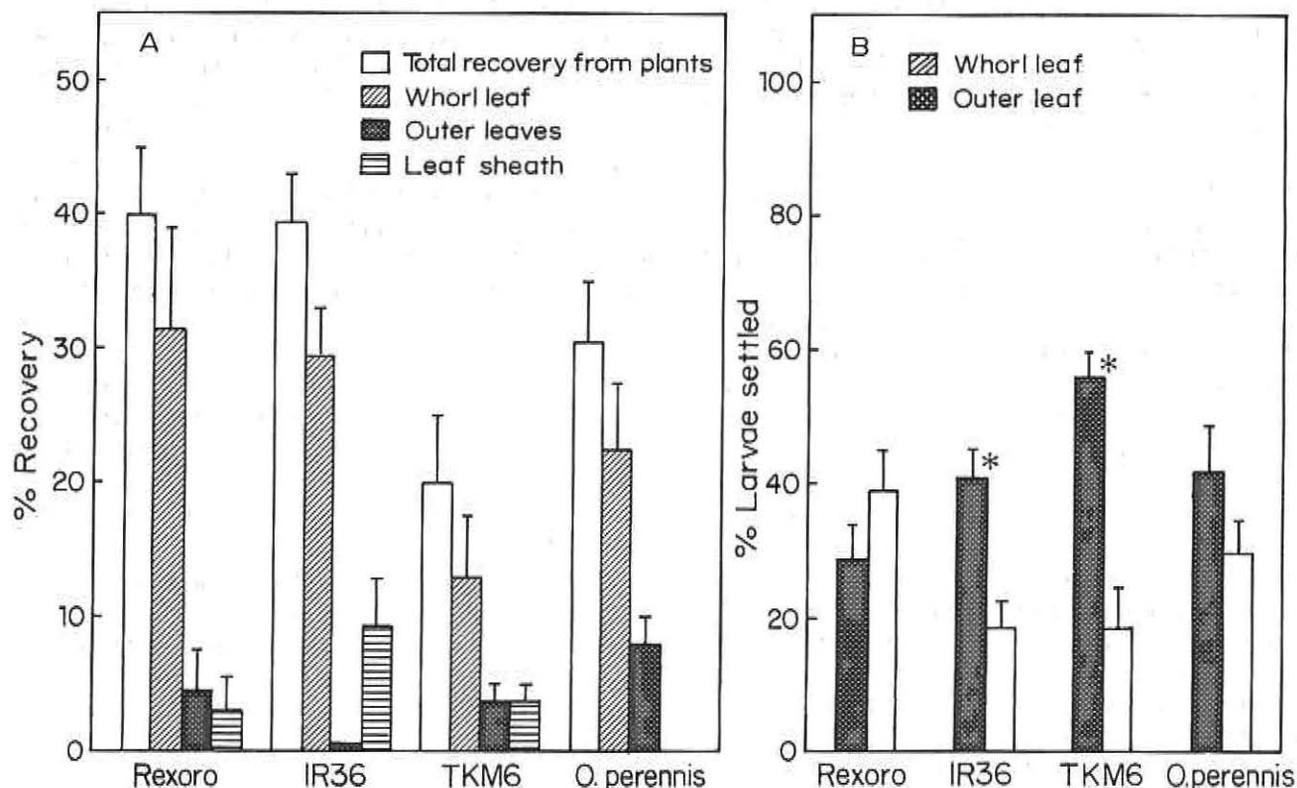 A
Total recovery from plants
Whorl leaf
Outer leaves
Leaf sheath
% Recovery
50
40
30
20
10
0
Rexoro IR36 TKM6 O. perennis
B
Whorl leaf
Outer leaf
% Larvae settled
100
80
60
40
20
0
*
*
Rexoro IR36 TKM6 O.perennis